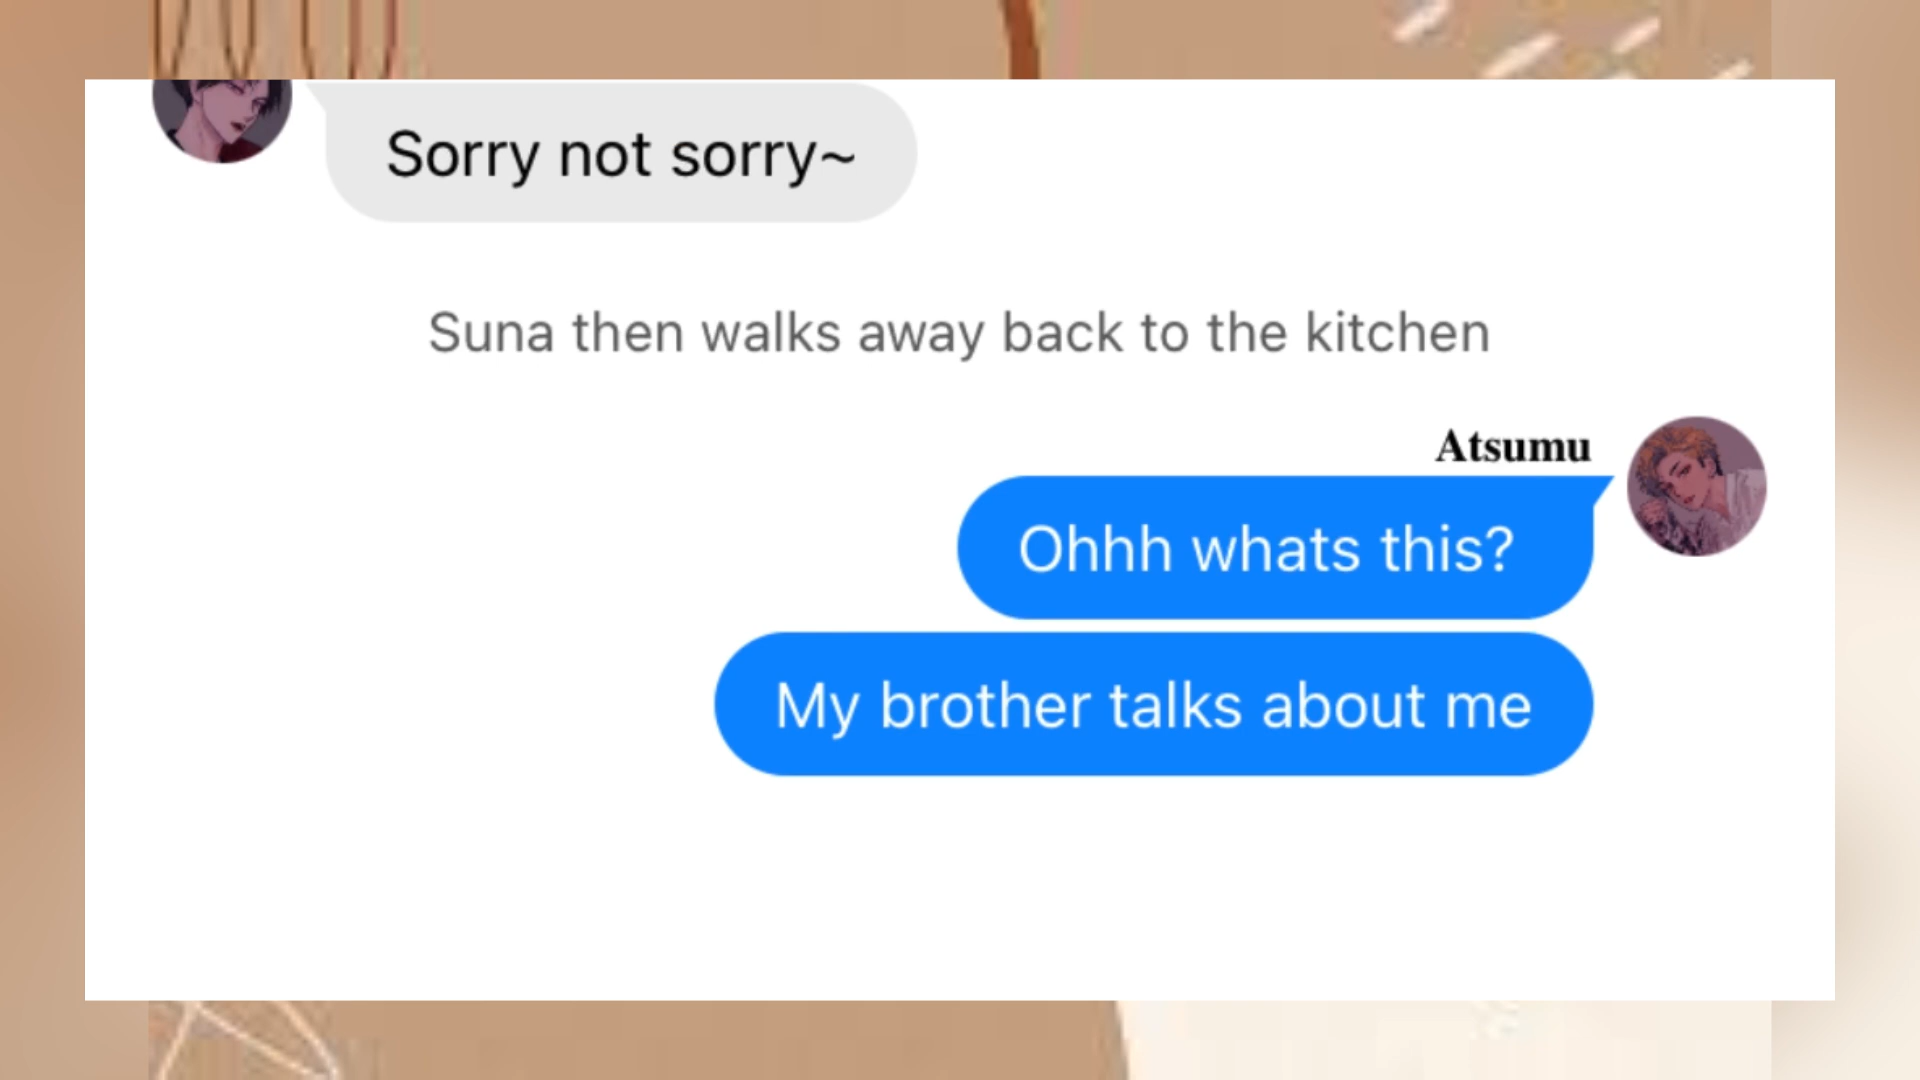 Sorry not sorry~
Suna then walks away back to the kitchen
Atsumu
Ohhh whats this?
My brother talks about me